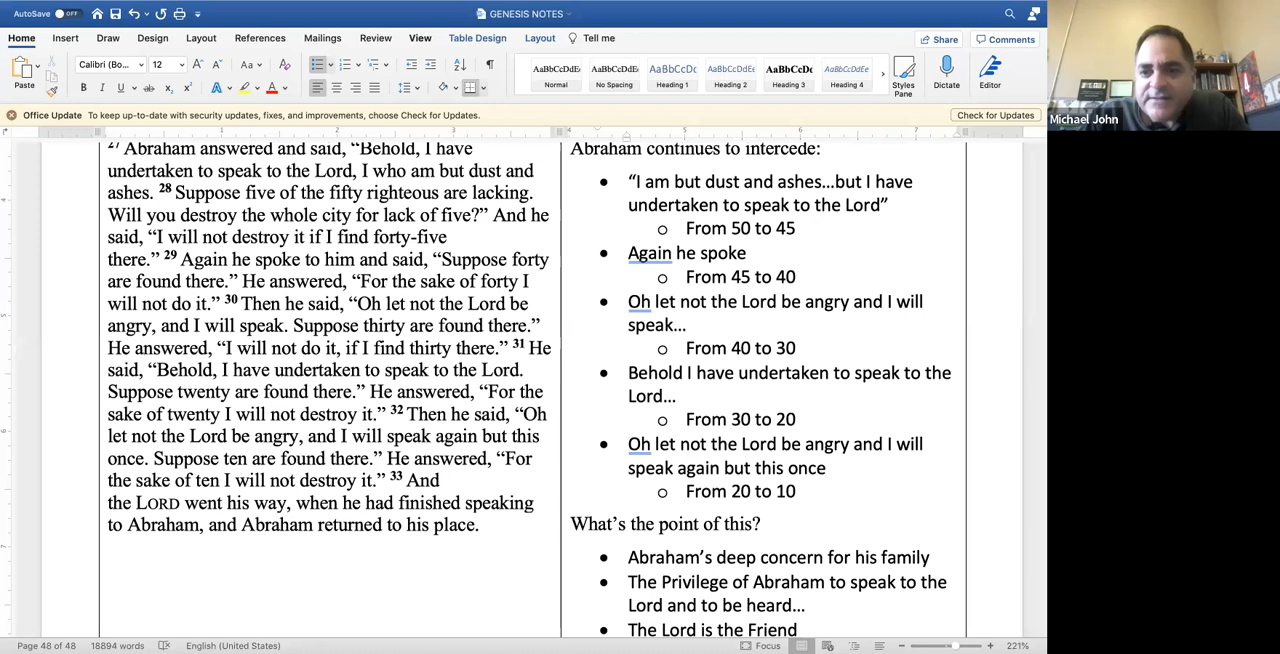 AutoSave OFF
GENESIS NOTES
Home Insert Draw Design Layout References Mailings Review View Table Design Layout Tell me
Share Comments
Paste
Calibri (Bo... 12 A A Aa
B I U ab x₂ x² A A
AaBbCcDdE AaBbCcDdE AaBbCcDc AaBbCcDdE AaBbCcDc AaBbCcDdEe
Normal No Spacing Heading 1 Heading 2 Heading 3 Heading 4
Styles Pane
Dictate
Editor
Office Update To keep up-to-date with security updates, fixes, and improvements, choose Check for Updates. Check for Updates
Michael John
1 2 3 4 5 6 7
27 Abraham answered and said, “Behold, I have
undertaken to speak to the Lord, I who am but dust and
ashes. 28 Suppose five of the fifty righteous are lacking.
Will you destroy the whole city for lack of five?” And he
said, “I will not destroy it if I find forty-five
there.” 29 Again he spoke to him and said, “Suppose forty
are found there.” He answered, “For the sake of forty I
will not do it.” 30 Then he said, “Oh let not the Lord be
angry, and I will speak. Suppose thirty are found there.”
He answered, “I will not do it, if I find thirty there.” 31 He
said, “Behold, I have undertaken to speak to the Lord.
Suppose twenty are found there.” He answered, “For the
sake of twenty I will not destroy it.” 32 Then he said, “Oh
let not the Lord be angry, and I will speak again but this
once. Suppose ten are found there.” He answered, “For
the sake of ten I will not destroy it.” 33 And
the LORD went his way, when he had finished speaking
to Abraham, and Abraham returned to his place.
Abraham continues to intercede:
• “I am but dust and ashes…but I have
undertaken to speak to the Lord”
o From 50 to 45
• Again he spoke
o From 45 to 40
• Oh let not the Lord be angry and I will
speak…
o From 40 to 30
• Behold I have undertaken to speak to the
Lord…
o From 30 to 20
• Oh let not the Lord be angry and I will
speak again but this once
o From 20 to 10
What’s the point of this?
• Abraham’s deep concern for his family
• The Privilege of Abraham to speak to the
Lord and to be heard…
• The Lord is the Friend
Page 48 of 48 18894 words English (United States) Focus 221%